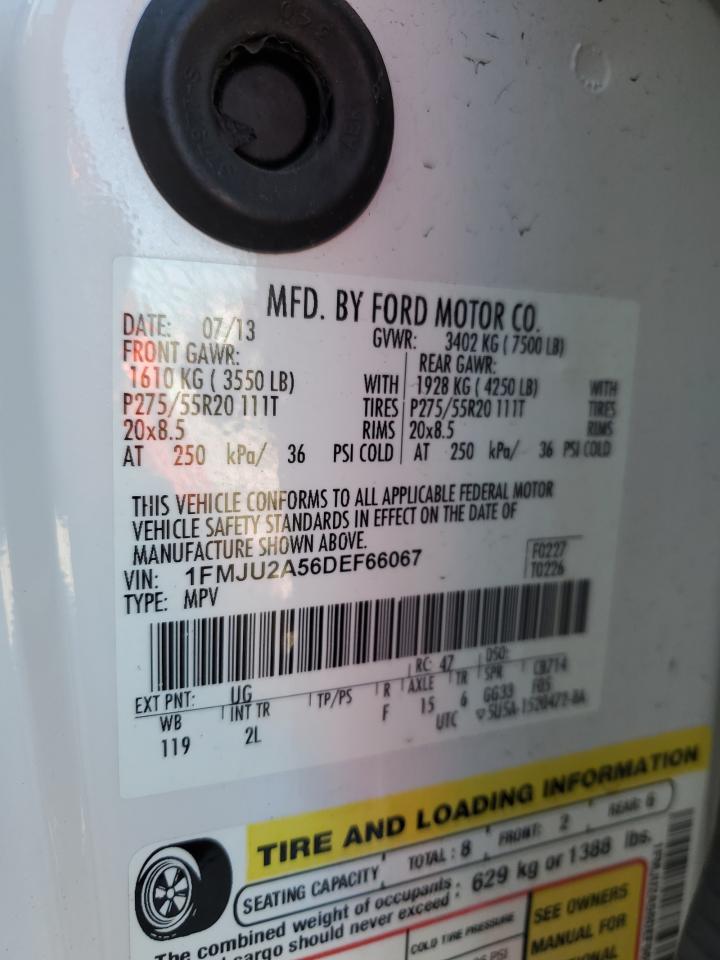 MFD. BY FORD MOTOR CO.
DATE: 07/13 GVWR: 3402 KG ( 7500 LB)
FRONT GAWR: REAR GAWR:
1610 KG ( 3550 LB) WITH 1928 KG ( 4250 LB) WITH
P275/55R20 111T TIRES P275/55R20 111T TIRES
20x8.5 RIMS 20x8.5 RIMS
AT 250 kPa/ 36 PSI COLD AT 250 kPa/ 36 PSI COLD
THIS VEHICLE CONFORMS TO ALL APPLICABLE FEDERAL MOTOR
VEHICLE SAFETY STANDARDS IN EFFECT ON THE DATE OF
MANUFACTURE SHOWN ABOVE.
VIN: 1FMJU2A56DEF66067
TYPE: MPV
F0227
T0226
EXT PNT: UG RC: 47 DSO:
WB INT TR TP/PS R AXLE TR SPR CB714
119 2L F 15 6 GG33 F05
UTC
TIRE AND LOADING INFORMATION
SEATING CAPACITY TOTAL : 8 FRONT: 2 REAR: 6
The combined weight of occupants : 629 kg or 1388 lbs.
cargo should never exceed
COLD TIRE PRESSURE
PSI
SEE OWNERS
MANUAL FOR